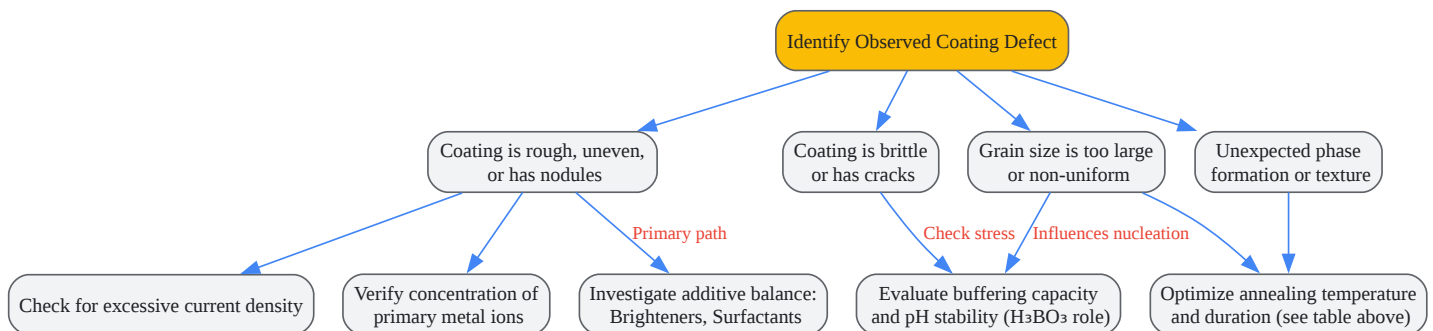 Identify Observed Coating Defect
Coating is rough, uneven,
or has nodules
Coating is brittle
or has cracks
Grain size is too large
or non-uniform
Unexpected phase
formation or texture
Primary path
Check stress
Influences nucleation
Check for excessive current density
Verify concentration of
primary metal ions
Investigate additive balance:
Brighteners, Surfactants
Evaluate buffering capacity
and pH stability (H₃BO₃ role)
Optimize annealing temperature
and duration (see table above)